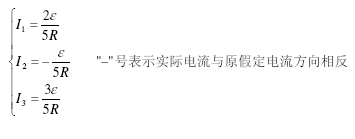 I₁ = 2ε/5R
I₂ = -ε/5R "–"号表示实际电流与原假定电流方向相反
I₃ = 3ε/5R